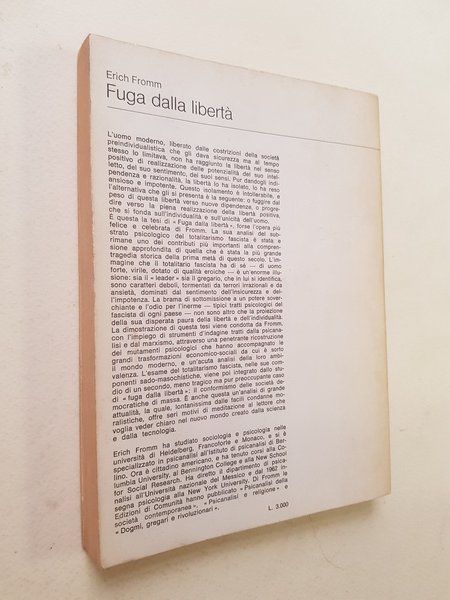 Erich Fromm
Fuga dalla libertà
L'uomo moderno, liberato dalle costrizioni della società
preindividualistica che gli dava sicurezza ma al tempo
stesso lo limitava, non ha raggiunto la libertà nel senso
positivo di realizzazione delle potenzialità del suo intel-
letto, del suo sentimento, dei suoi sensi. Pur dandogli indi-
pendenza e razionalità, la libertà lo ha isolato, lo ha reso
ansioso e impotente. Questo isolamento è intollerabile, e
l'alternativa che gli si presenta è la seguente: o fuggire dal
peso di questa libertà verso nuove dipendenze, o progre-
dire verso la piena realizzazione della libertà positiva,
che si fonda sull'individualità e sull'unicità dell'uomo.
È questa la tesi di « Fuga dalla libertà », forse l'opera più
felice e celebrata di Fromm. La sua analisi del sub-
strato psicologico del totalitarismo fascista è stata e
rimane uno dei contributi più importanti alla compren-
sione approfondita di quella che è stata la più grande
tragedia storica della prima metà di questo secolo. L'im-
magine che il totalitario fascista ha di sé — di uomo
forte, virile, dotato di qualità eroiche — è un'enorme illu-
sione: sia il « leader » sia il gregario, che in lui si identifica,
sono caratteri deboli, tormentati da terrori irrazionali e da
ansietà, dominati dal sentimento dell'insicurezza e del-
l'impotenza. La brama di sottomissione a un potere sover-
chiante e l'odio per l'inerme — tipici tratti psicologici del
fascista di ogni paese — non sono altro che la proiezione
della sua disperata paura della libertà e dell'individualità.
La dimostrazione di questa tesi viene condotta da Fromm,
con l'impiego di strumenti d'indagine tratti dalla psicana-
lisi e dal marxismo, attraverso una penetrante ricostruzione
dei mutamenti psicologici che hanno accompagnato le
grandi trasformazioni economico-sociali da cui è sorto
il mondo moderno, e un'acuta analisi della loro ambi-
valenza. L'esame del totalitarismo fascista, nelle sue com-
ponenti sado-masochistiche, viene poi integrato dallo stu-
dio di un secondo, meno tragico ma pur preoccupante caso
di « fuga dalla libertà »: il conformismo delle società de-
mocratiche di massa. È anche questa un'analisi di grande
attualità, la quale, lontanissima dalle facili condanne mo-
ralistiche, offre seri motivi di meditazione al lettore che
voglia veder chiaro nel nuovo mondo creato dalla scienza
e dalla tecnologia.
Erich Fromm ha studiato sociologia e psicologia nelle
università di Heidelberg, Francoforte e Monaco, e si è
specializzato in psicanalisi all'Istituto di psicanalisi di Ber-
lino. Ora è cittadino americano, e ha tenuto corsi alla Co-
lumbia University, al Bennington College e alla New School
for Social Research. Ha diretto il dipartimento di psica-
nalisi all'Università nazionale del Messico e dal 1962 in-
segna psicologia alla New York University. Di Fromm le
Edizioni di Comunità hanno pubblicato « Psicanalisi della
società contemporanea », « Psicanalisi e religione » e
« Dogmi, gregari e rivoluzionari ».
L. 3.000